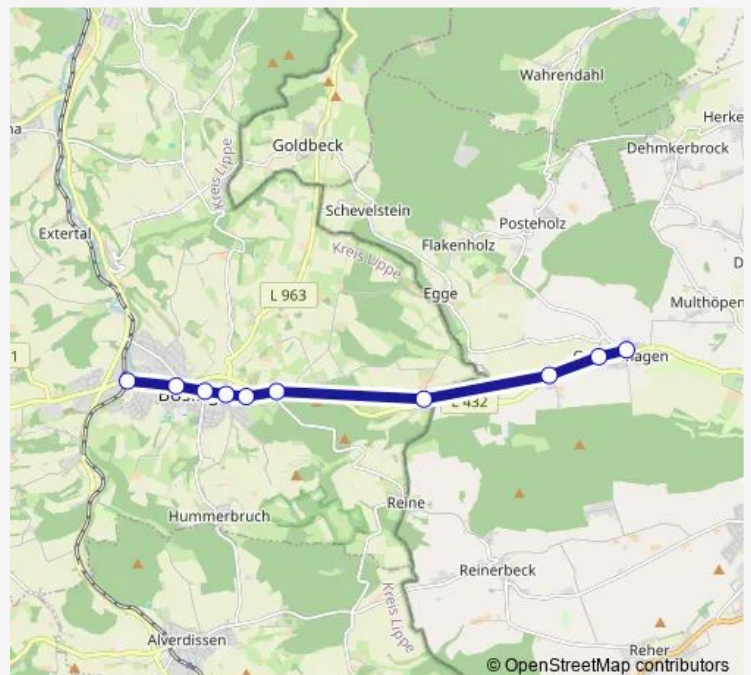 Wahrendahl
Herke
Goldbeck
Dehmkerbrock
Kreis Lippe
Schevelstein
Posteholz
Extertal
Flakenholz
Kreis Lippe
Egge
L 963
Multhöpen
hagen
L 432
Reine
Hummerbruch
Reinerbeck
Kreis Lippe
Alverdissen
Reher
© OpenStreetMap contributors